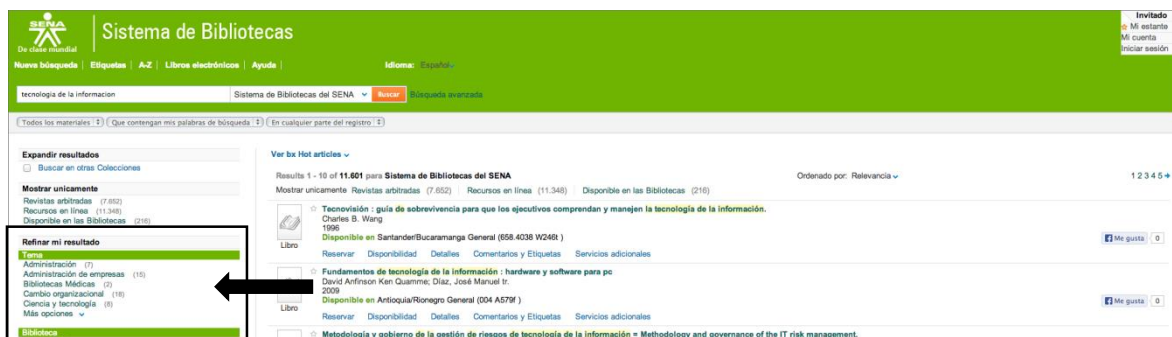 SENA
De clase mundial
Sistema de Bibliotecas
Invitado
Mi estante
Mi cuenta
Iniciar sesión
Nueva búsqueda | Etiquetas | A-Z | Libros electrónicos | Ayuda |
Idioma: Español
tecnologia de la informacion
Sistema de Bibliotecas del SENA
Buscar
Búsqueda avanzada
Todos los materiales
Que contengan mis palabras de búsqueda
En cualquier parte del registro
Expandir resultados
Buscar en otras Colecciones
Mostrar unicamente
Revistas arbitradas (7.652)
Recursos en línea (11.348)
Disponible en las Bibliotecas (216)
Refinar mi resultado
Tema
Administración (7)
Administración de empresas (15)
Bibliotecas Médicas (2)
Cambio organizacional (18)
Ciencia y tecnología (8)
Más opciones
Biblioteca
Ver bx Hot articles
Results 1 - 10 of 11.601 para Sistema de Bibliotecas del SENA
Ordenado por: Relevancia
1 2 3 4 5
Mostrar unicamente Revistas arbitradas (7.652) | Recursos en línea (11.348) | Disponible en las Bibliotecas (216)
Tecnovisión : guía de sobrevivencia para que los ejecutivos comprendan y manejen la tecnología de la información.
Charles B. Wang
1996
Disponible en Santander/Bucaramanga General (658.4038 W246t )
Libro
Me gusta 0
Reservar Disponibilidad Detalles Comentarios y Etiquetas Servicios adicionales
Fundamentos de tecnología de la información : hardware y software para pc
David Anfinson Ken Quamme; Díaz, José Manuel tr.
2009
Disponible en Antioquia/Rionegro General (004 A579f )
Libro
Me gusta 0
Reservar Disponibilidad Detalles Comentarios y Etiquetas Servicios adicionales
Metodología y gobierno de la gestión de riesgos de tecnología de la información = Methodology and governance of the IT risk management.